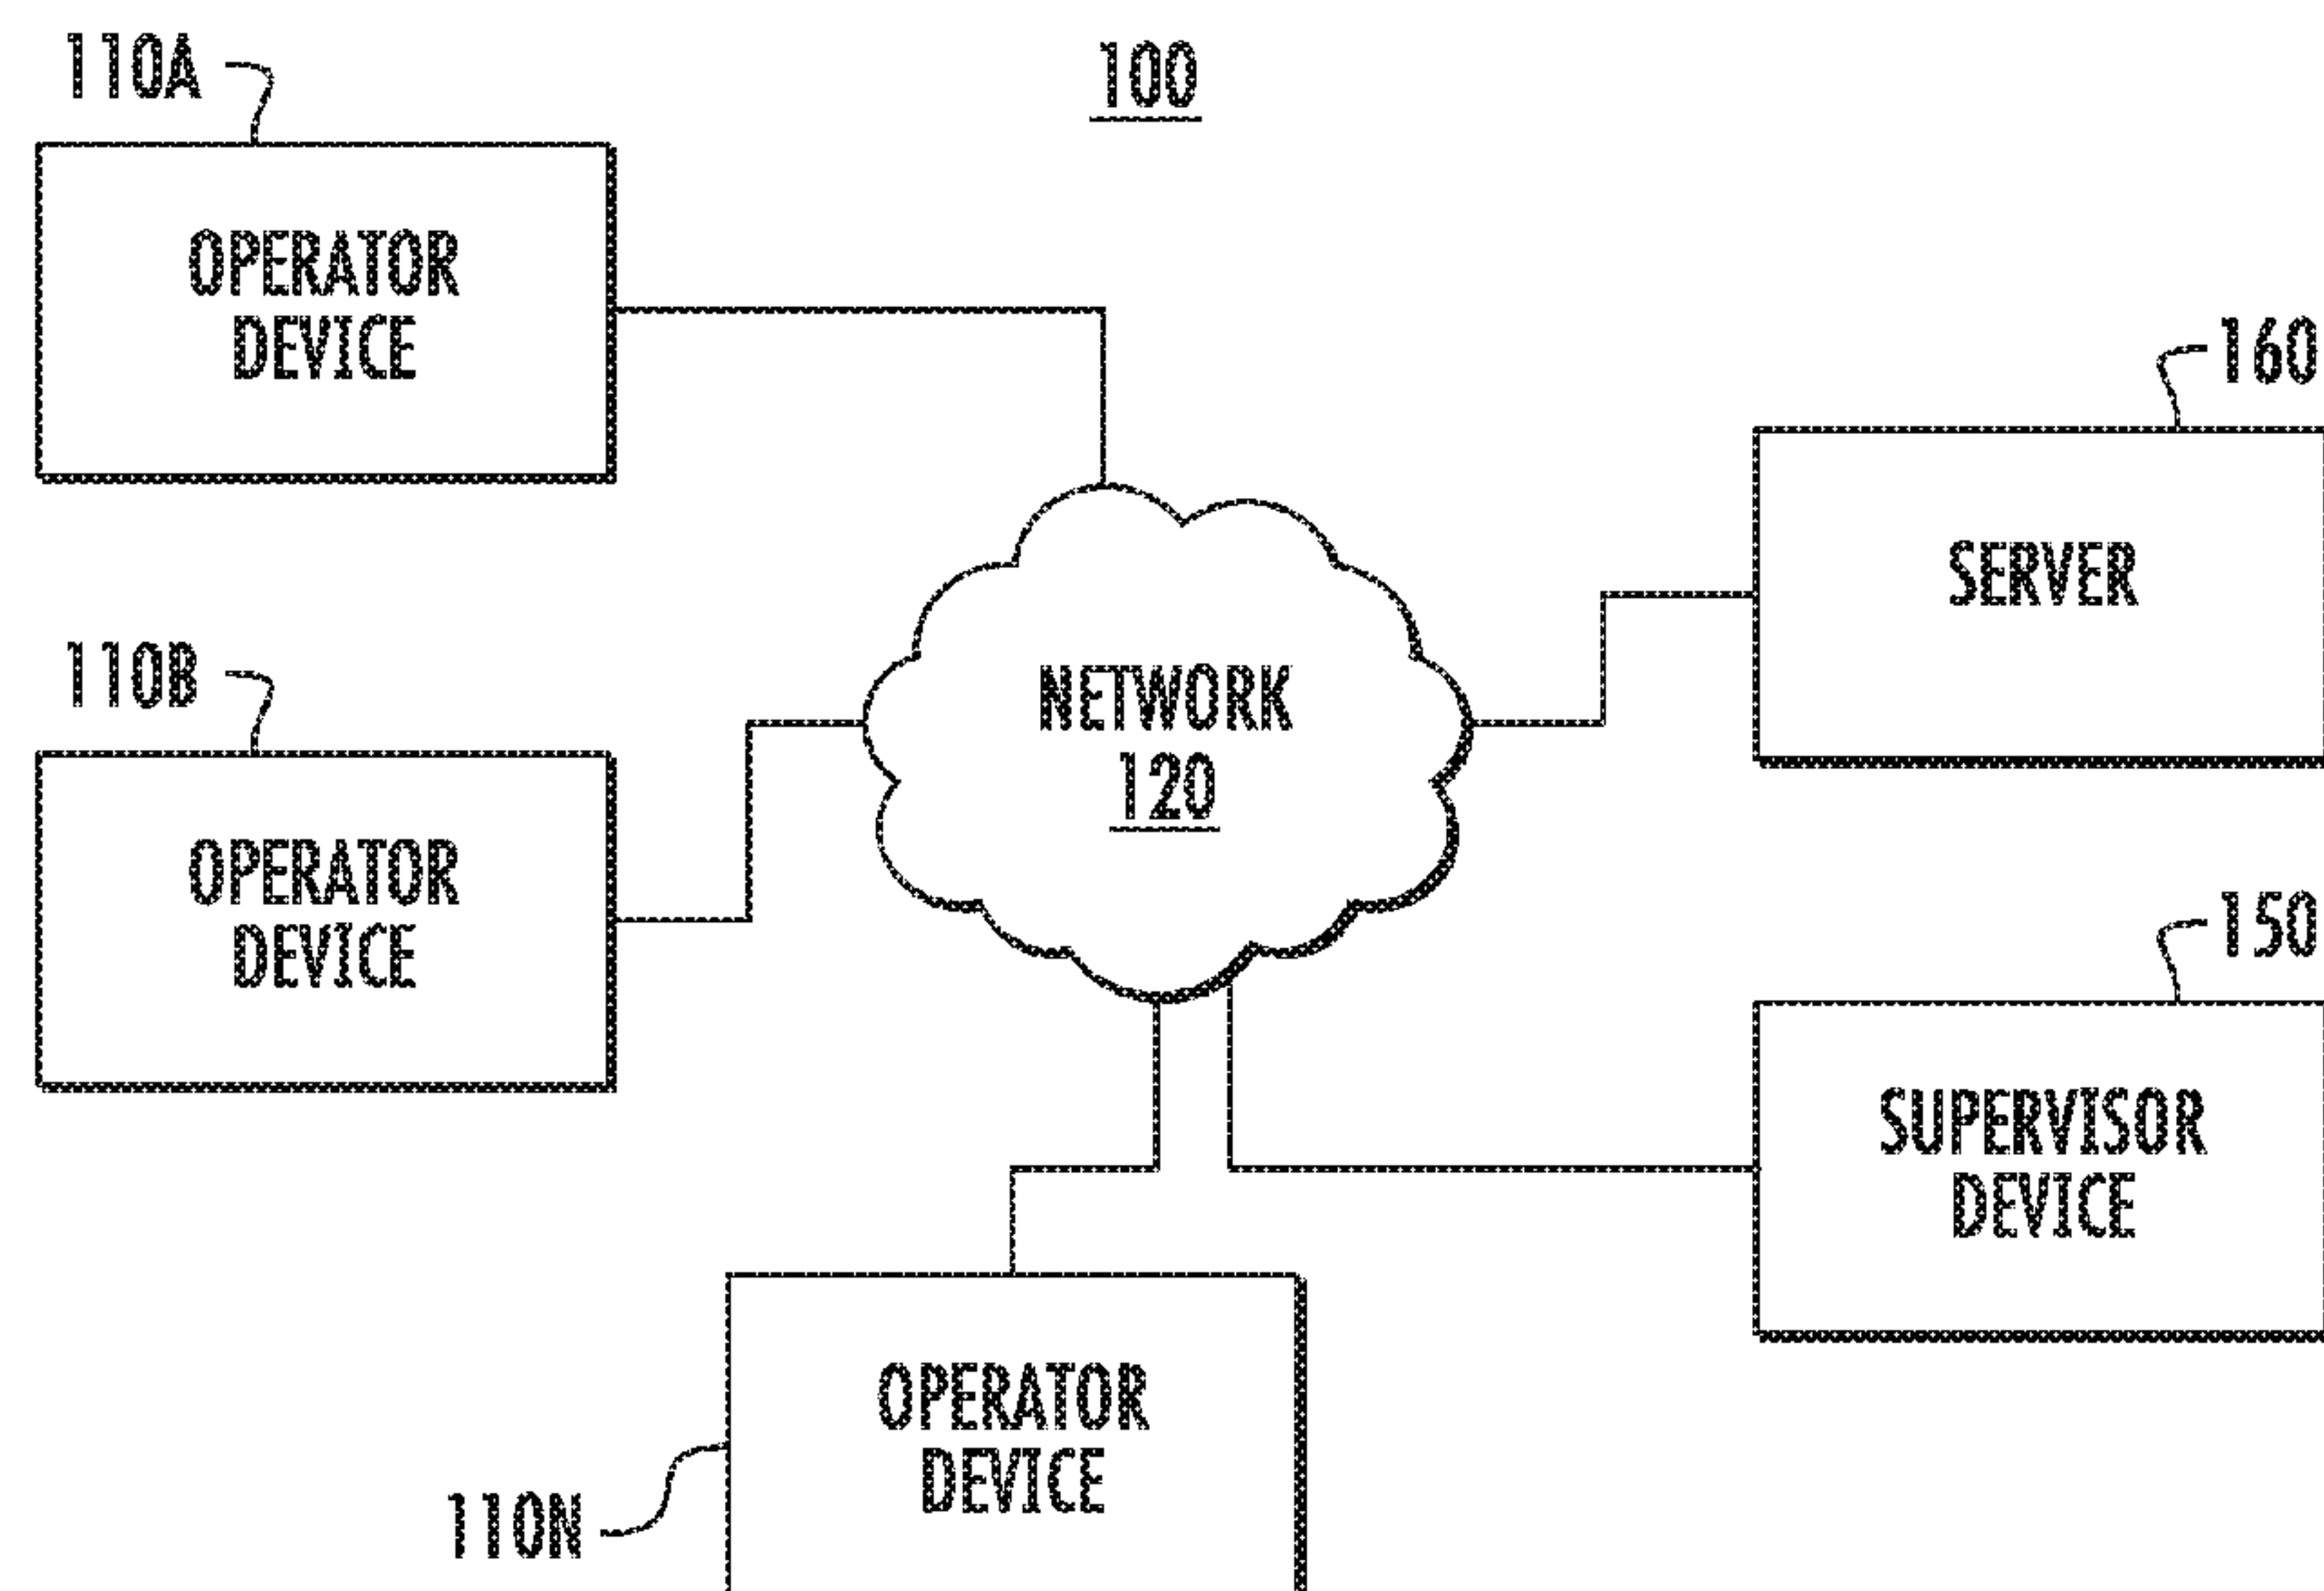 110A
100
OPERATOR
DEVICE
160
SERVER
110B
NETWORK
120
OPERATOR
DEVICE
150
SUPERVISOR
DEVICE
OPERATOR
DEVICE
110N